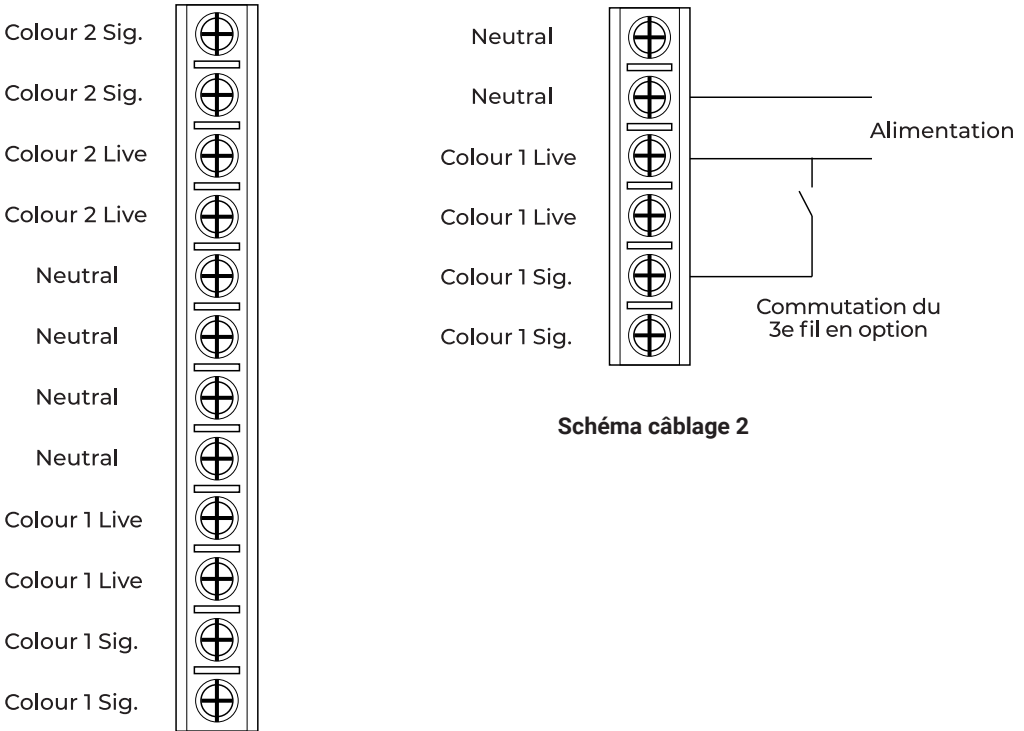 Colour 2 Sig.
Colour 2 Sig.
Colour 2 Live
Colour 2 Live
Neutral
Neutral
Neutral
Neutral
Colour 1 Live
Colour 1 Live
Colour 1 Sig.
Colour 1 Sig.
Neutral
Neutral
Colour 1 Live
Colour 1 Live
Colour 1 Sig.
Colour 1 Sig.
Alimentation
Commutation du
3e fil en option
Schéma câblage 2